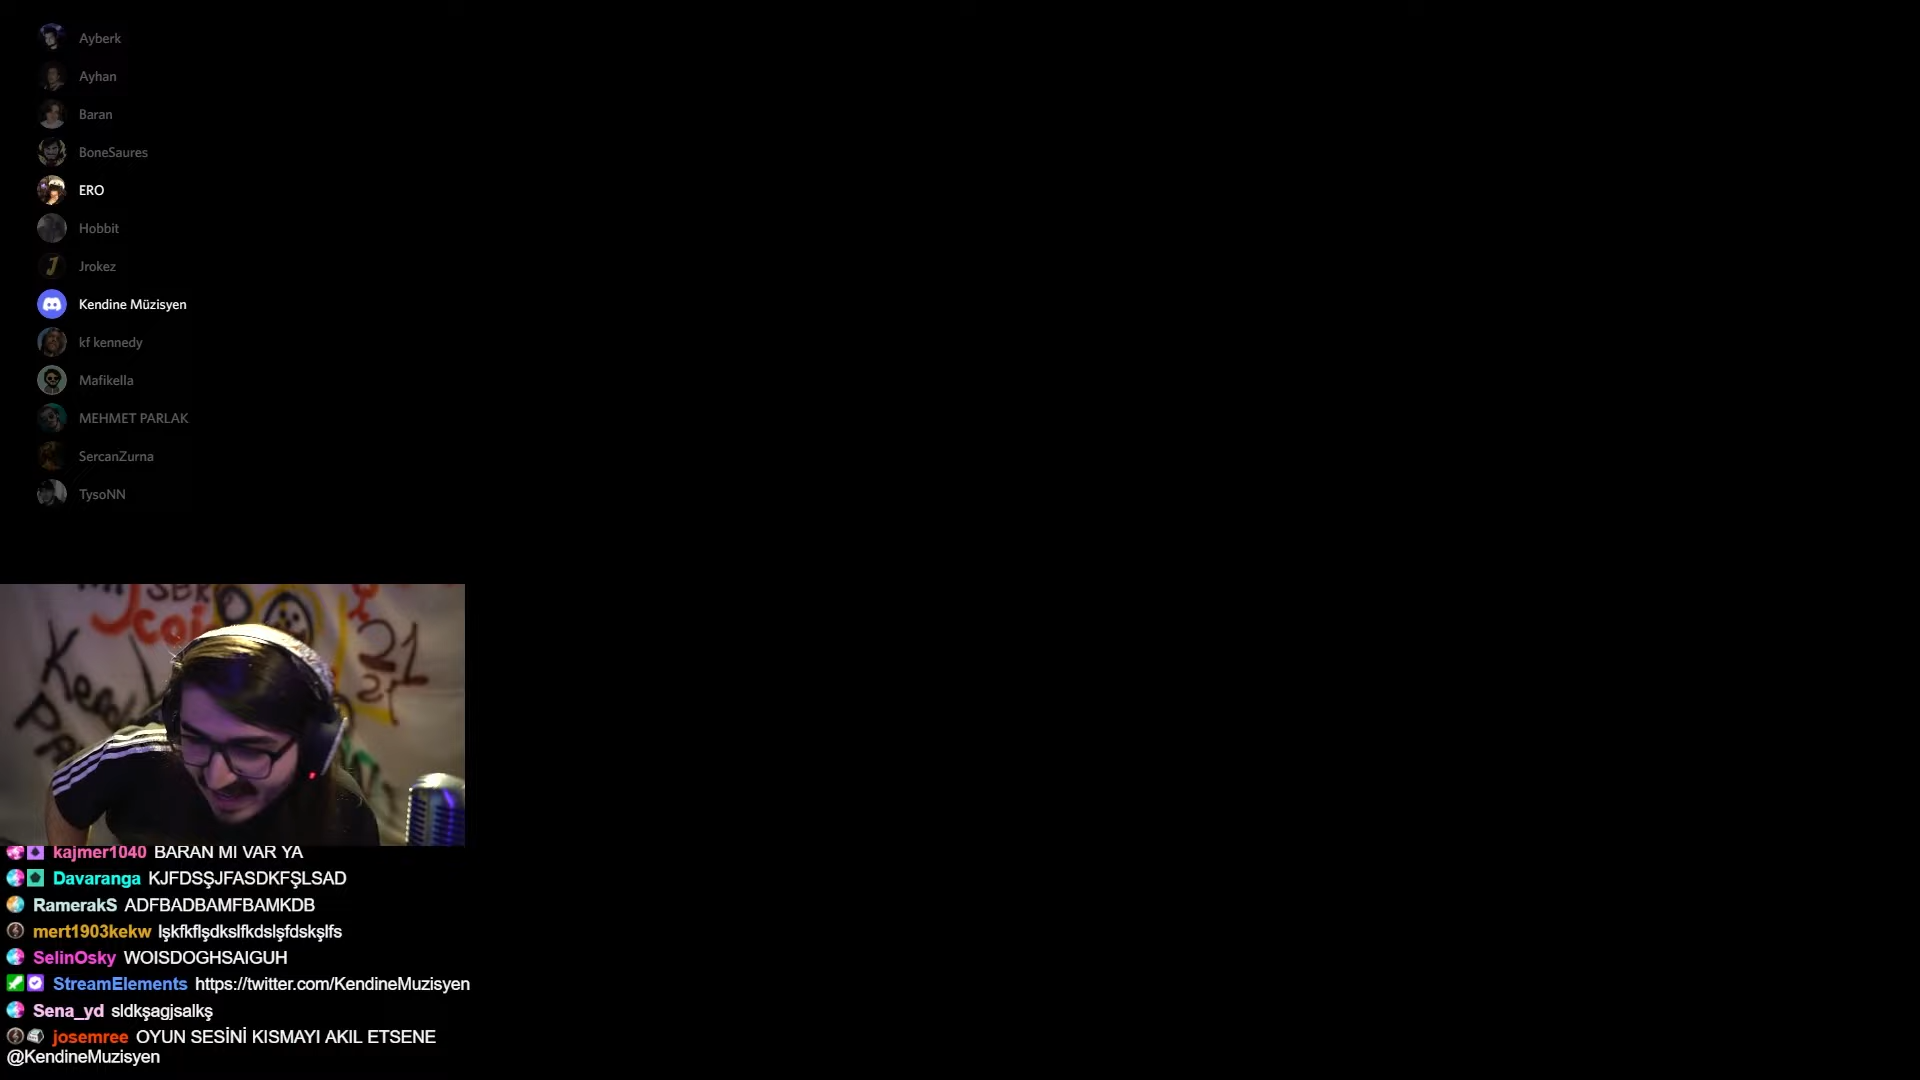 Ayberk
Ayhan
Baran
BoneSaures
ERO
Hobbit
Jrokez
Kendine Müzisyen
kf kennedy
Mafikella
MEHMET PARLAK
SercanZurna
TysoNN
21
kajmer1040 BARAN MI VAR YA
Davaranga KJFDSŞJFASDKFŞLSAD
RamerakS ADFBADBAMFBAMKDB
mert1903kekw lşkfkflşdkslfkdslşfdskşlfs
SelinOsky WOISDOGHSAIGUH
StreamElements https://twitter.com/KendineMuzisyen
Sena_yd sldkşagjsalkş
josemree OYUN SESİNİ KISMAYI AKIL ETSENE
@KendineMuzisyen